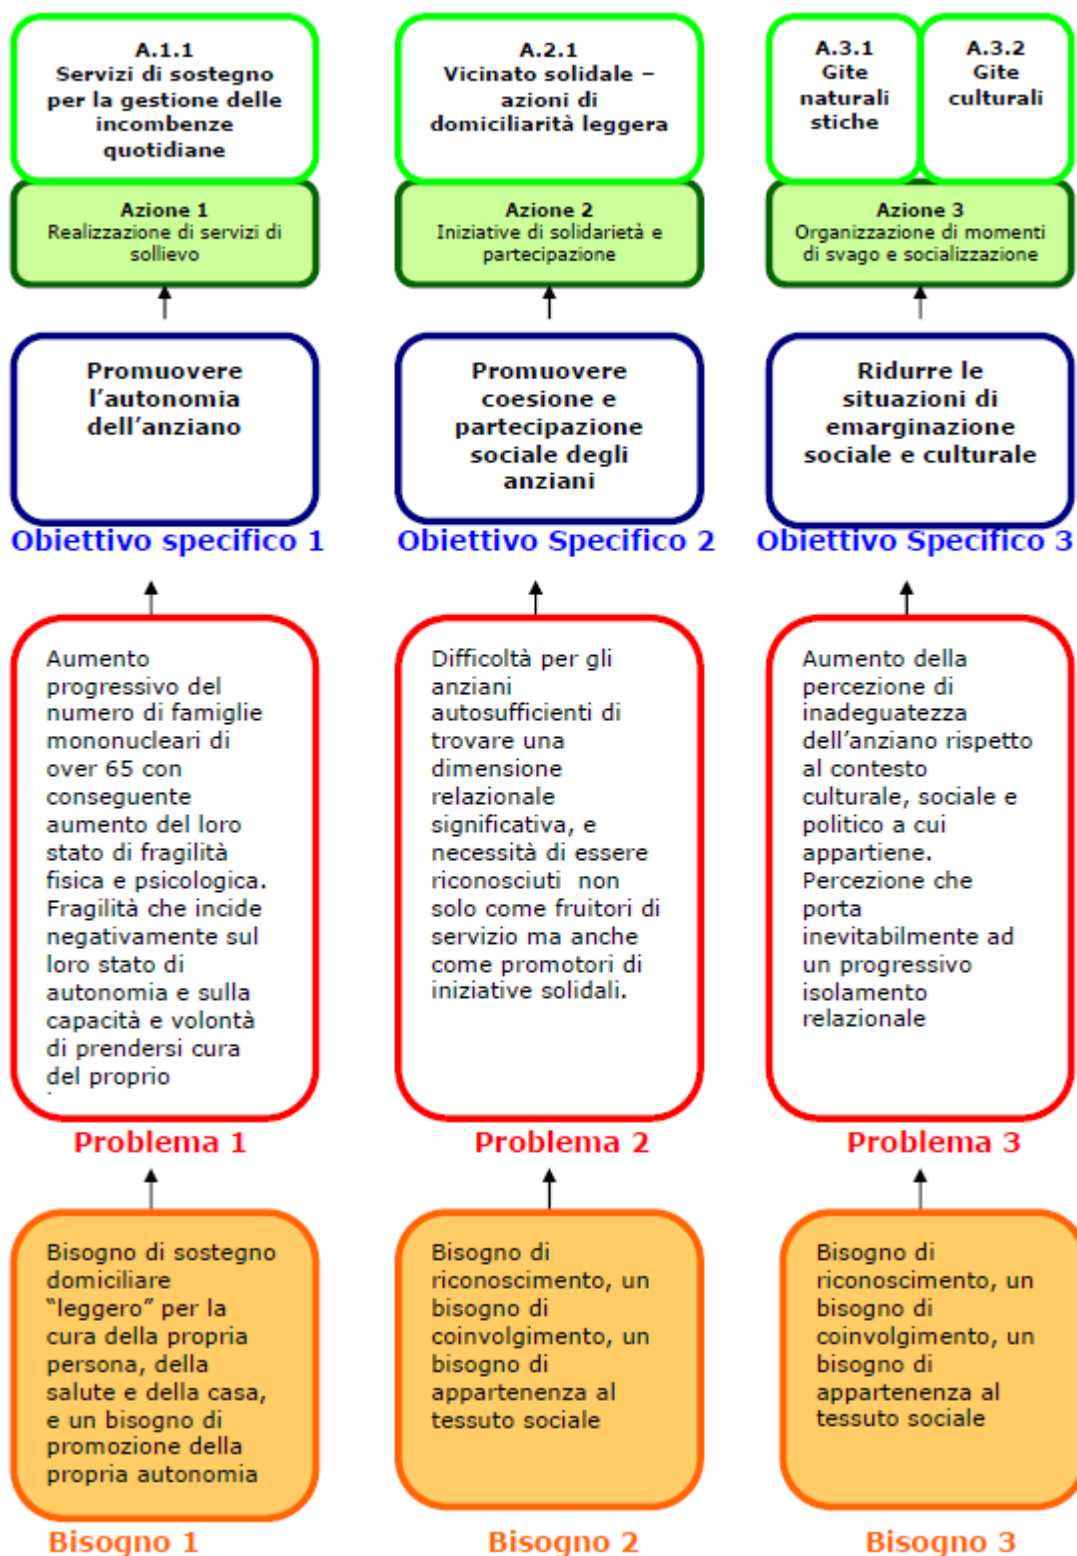 A.1.1
Servizi di sostegno
per la gestione delle
incombenze
quotidiane
A.2.1
Vicinato solidale –
azioni di
domiciliarità leggera
A.3.1
Gite
naturali
stiche
A.3.2
Gite
culturali
Azione 1
Realizzazione di servizi di
sollievo
Azione 2
Iniziative di solidarietà e
partecipazione
Azione 3
Organizzazione di momenti
di svago e socializzazione
Promuovere
l’autonomia
dell’anziano
Promuovere
coesione e
partecipazione
sociale degli
anziani
Ridurre le
situazioni di
emarginazione
sociale e culturale
Obiettivo specifico 1
Obiettivo Specifico 2
Obiettivo Specifico 3
Aumento
progressivo del
numero di famiglie
mononucleari di
over 65 con
conseguente
aumento del loro
stato di fragilità
fisica e psicologica.
Fragilità che incide
negativamente sul
loro stato di
autonomia e sulla
capacità e volontà
di prendersi cura
del proprio
Difficoltà per gli
anziani
autosufficienti di
trovare una
dimensione
relazionale
significativa, e
necessità di essere
riconosciuti  non
solo come fruitori di
servizio ma anche
come promotori di
iniziative solidali.
Aumento della
percezione di
inadeguatezza
dell’anziano rispetto
al contesto
culturale, sociale e
politico a cui
appartiene.
Percezione che
porta
inevitabilmente ad
un progressivo
isolamento
relazionale
Problema 1
Problema 2
Problema 3
Bisogno di sostegno
domiciliare
“leggero” per la
cura della propria
persona, della
salute e della casa,
e un bisogno di
promozione della
propria autonomia
Bisogno di
riconoscimento, un
bisogno di
coinvolgimento, un
bisogno di
appartenenza al
tessuto sociale
Bisogno di
riconoscimento, un
bisogno di
coinvolgimento, un
bisogno di
appartenenza al
tessuto sociale
Bisogno 1
Bisogno 2
Bisogno 3